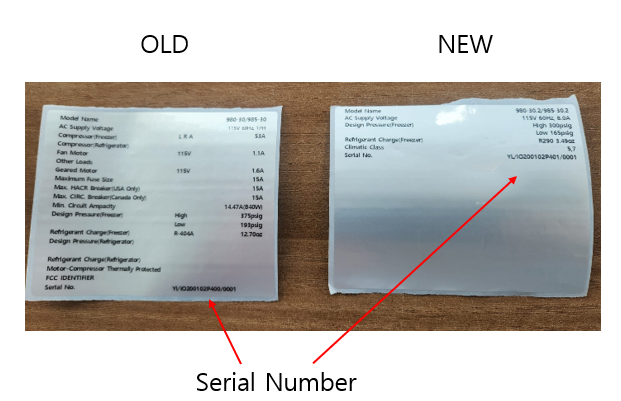 OLD
NEW
Model Name 980-30/985-30
AC Supply Voltage 115V 60Hz 1PH
Compressor(Freezer) L R A 53A
Compressor(Refrigerator)
Fan Motor 115V 1.1A
Other Loads
Geared Motor 115V 1.6A
Maximum Fuse Size 15A
Max. HACR Breaker(USA Only) 15A
Max. CIRC. Breaker(Canada Only) 15A
Min. Circuit Ampacity 14.47A(840W)
Design Pressure(Freezer) High 375psig
Low 193psig
Refrigerant Charge(Freezer) R-404A 12.70oz
Design Pressure(Refrigerator)
Refrigerant Charge(Freezer)
Motor-Compressor Thermally Protected
FCC IDENTIFIER
Serial No. YL/IO200102P400/0001
Model Name 980-30.2/985-30.2
AC Supply Voltage 115V 60Hz, 8.0A
Design Pressure(Freezer) High 300psig
Low 165psig
Refrigerant Charge(Freezer) R290 3.49oz
Climatic Class 5,7
Serial No. YL/IO200102P401/0001
Serial Number